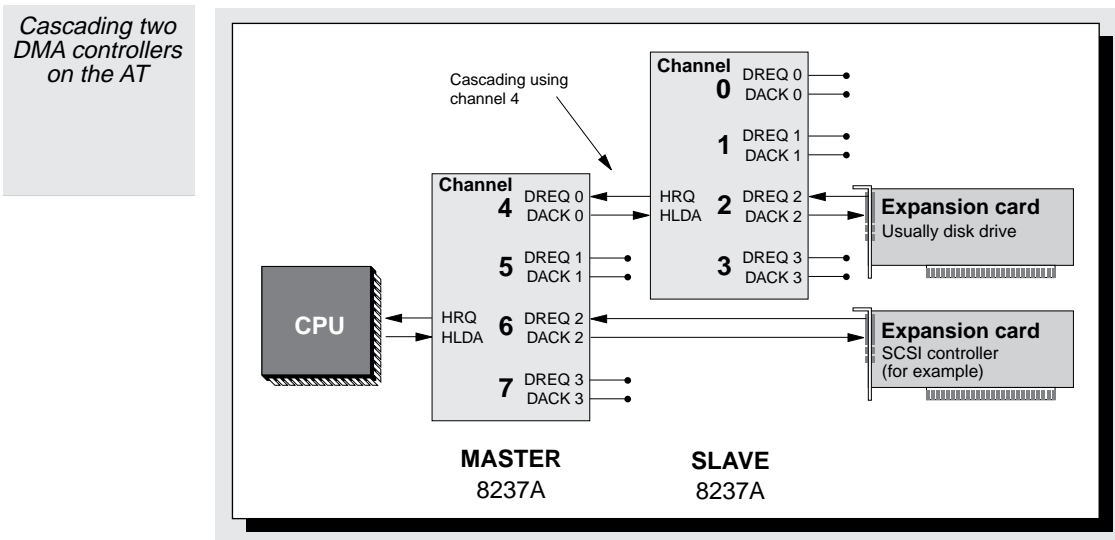 Cascading two
DMA controllers
on the AT
Cascading using
channel 4
Channel
0
DREQ 0
DACK 0
1
DREQ 1
DACK 1
HRQ
HLDA
2
DREQ 2
DACK 2
3
DREQ 3
DACK 3
Channel
4
DREQ 0
DACK 0
5
DREQ 1
DACK 1
HRQ
HLDA
6
DREQ 2
DACK 2
7
DREQ 3
DACK 3
CPU
Expansion card
Usually disk drive
Expansion card
SCSI controller
(for example)
MASTER
8237A
SLAVE
8237A